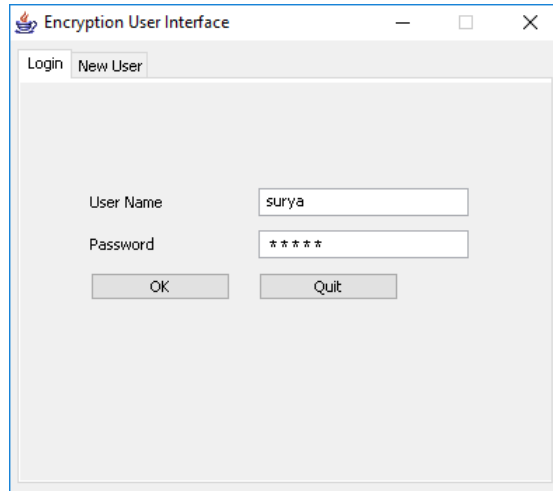 Encryption User Interface
Login New User
User Name surya
Password *****
OK Quit